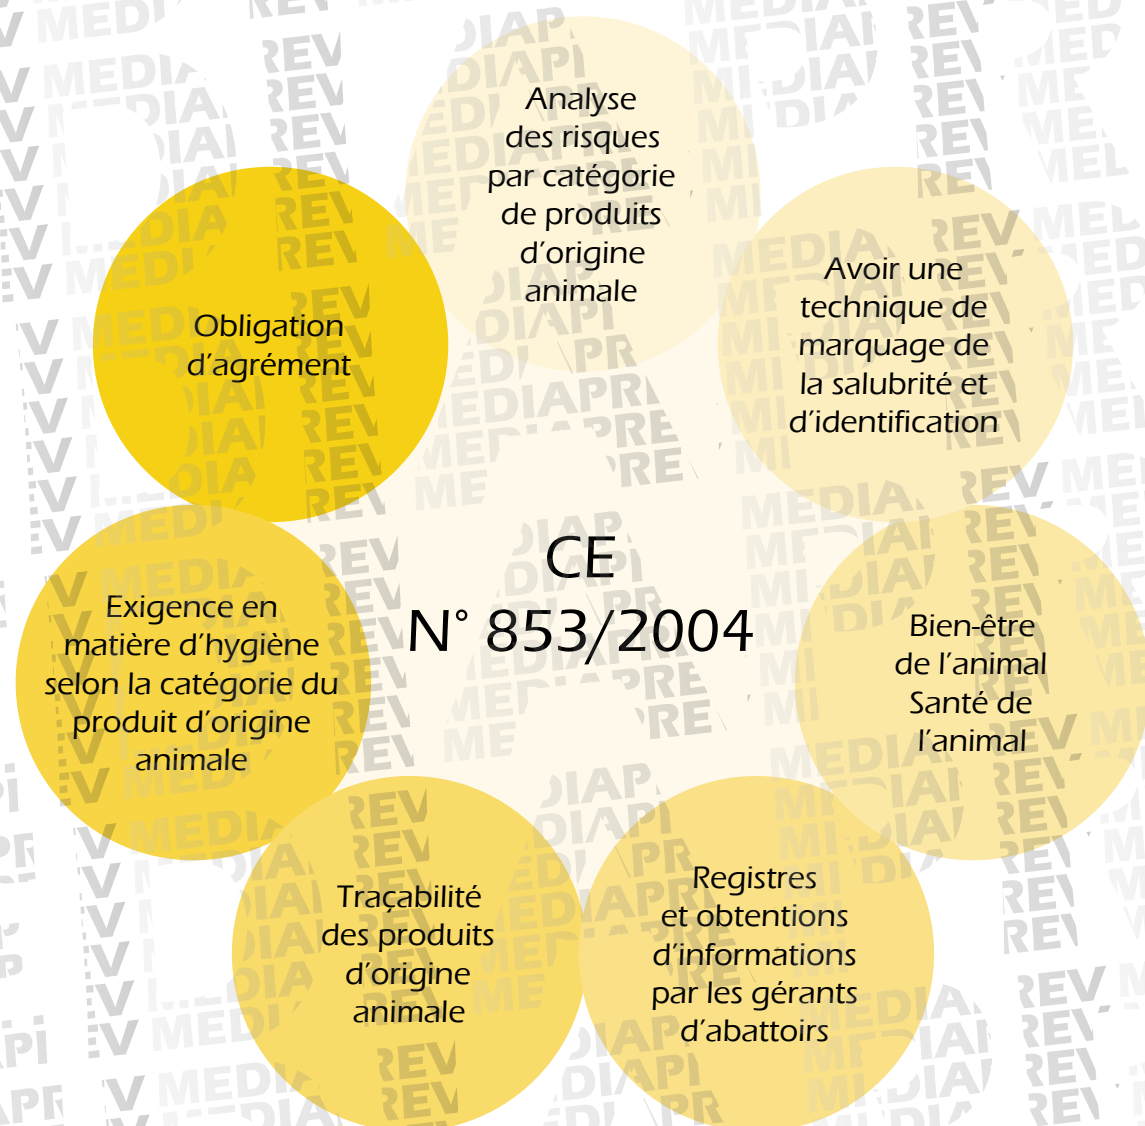 Analyse
des risques
par catégorie
de produits
d'origine
animale
Avoir une
technique de
marquage de
la salubrité et
d'identification
Bien-être
de l'animal
Santé de
l'animal
Registres
et obtentions
d'informations
par les gérants
d'abattoirs
Traçabilité
des produits
d'origine
animale
Exigence en
matière d'hygiène
selon la catégorie du
produit d'origine
animale
Obligation
d'agrément
CE
N° 853/2004